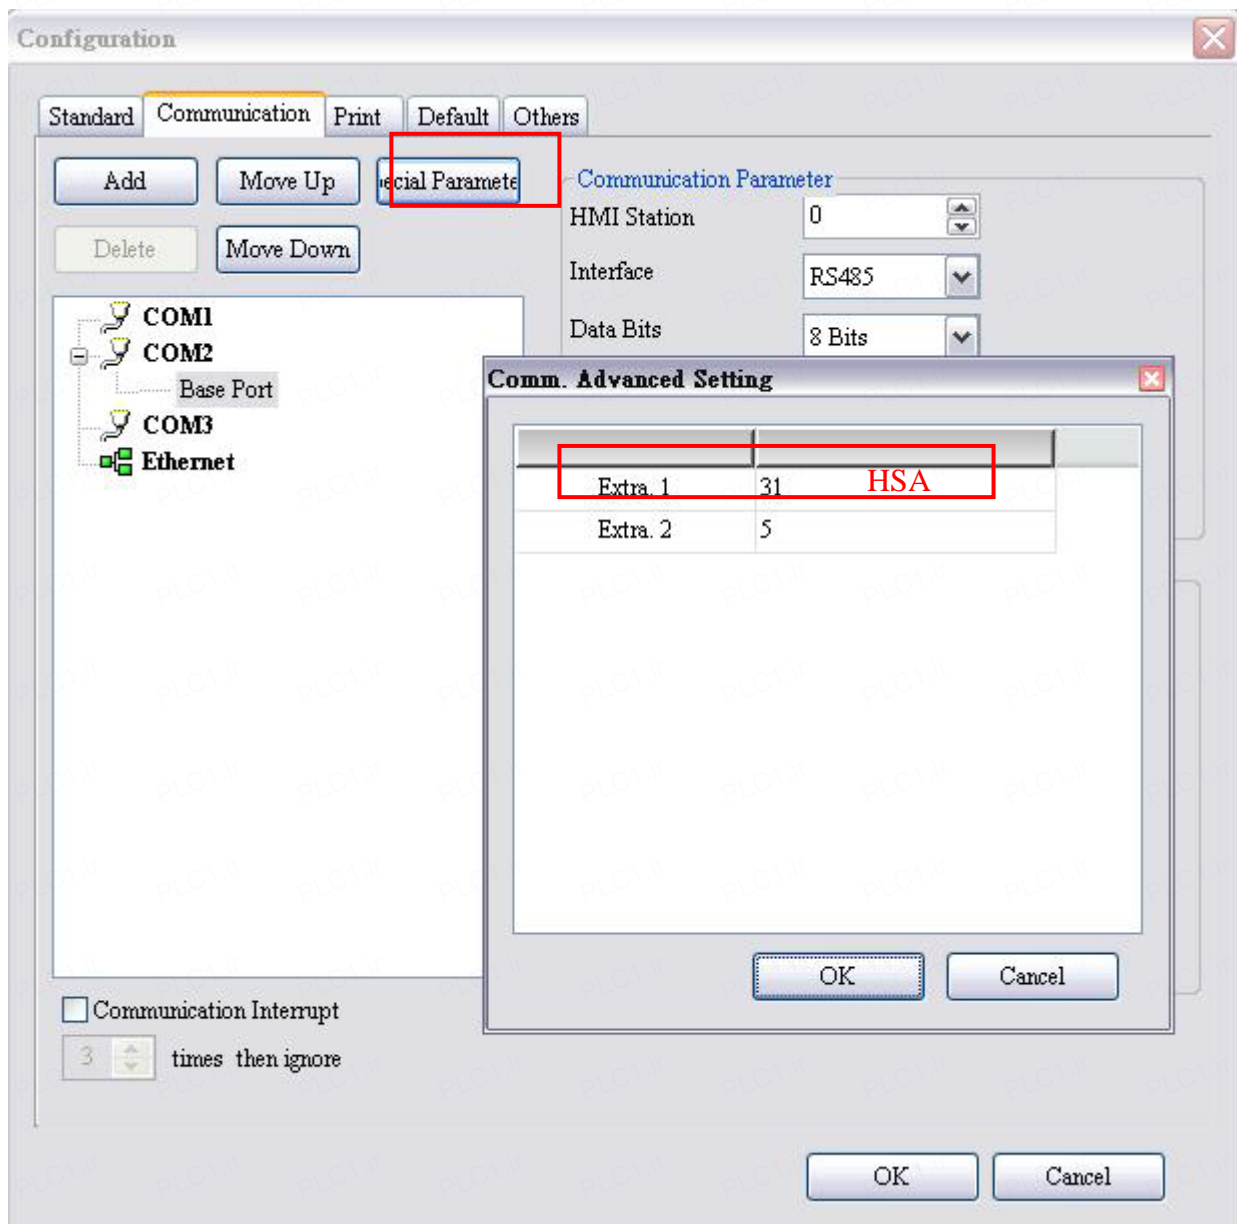 Configuration
Standard Communication Print Default Others
Add Move Up ecial Paramete
Delete Move Down
COM1
COM2
Base Port
COM3
Ethernet
Communication Parameter
HMI Station 0
Interface RS485
Data Bits 8 Bits
Comm. Advanced Setting
Extra. 1 31 HSA
Extra. 2 5
OK Cancel
Communication Interrupt
3 times then ignore
OK Cancel
PLC1.ir